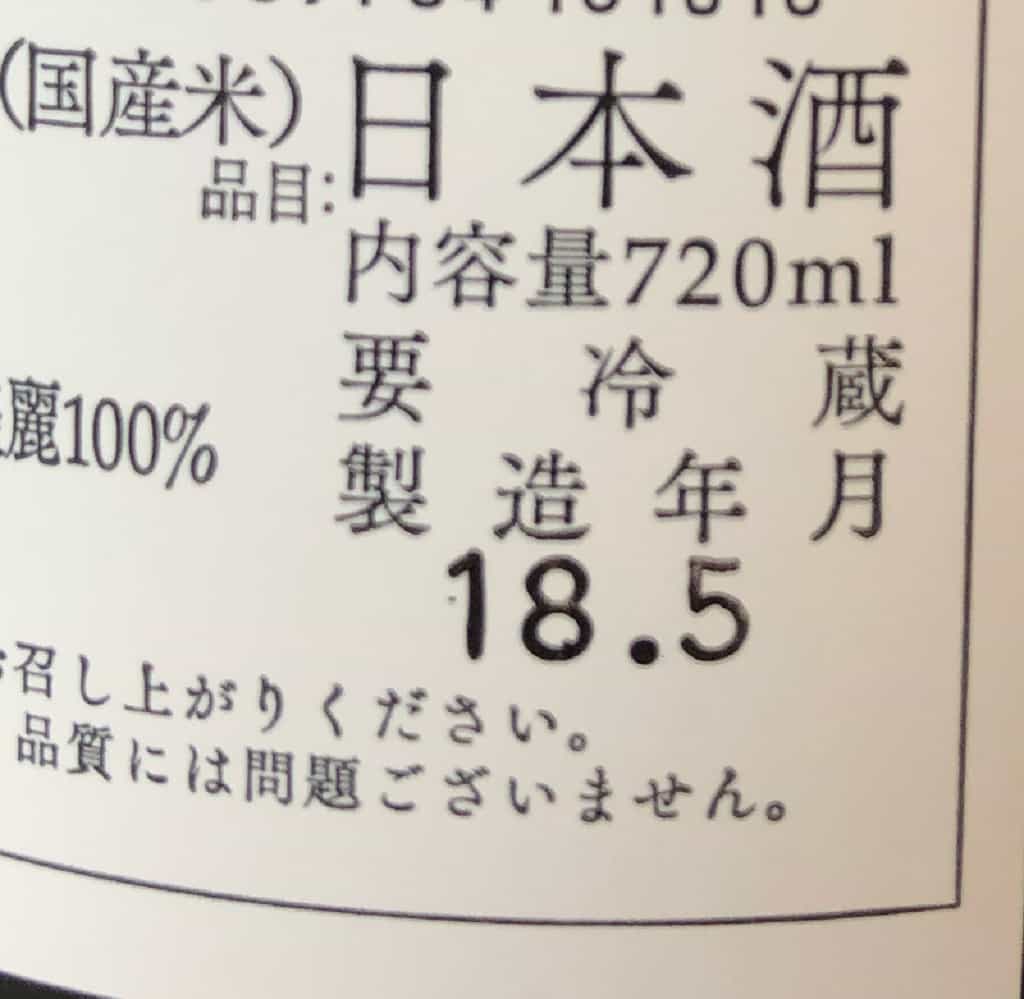 (国産米)
品目:日本酒
内容量720ml
要冷蔵
麗100%
製造年月
18.5
召し上がりください。
品質には問題ございません。